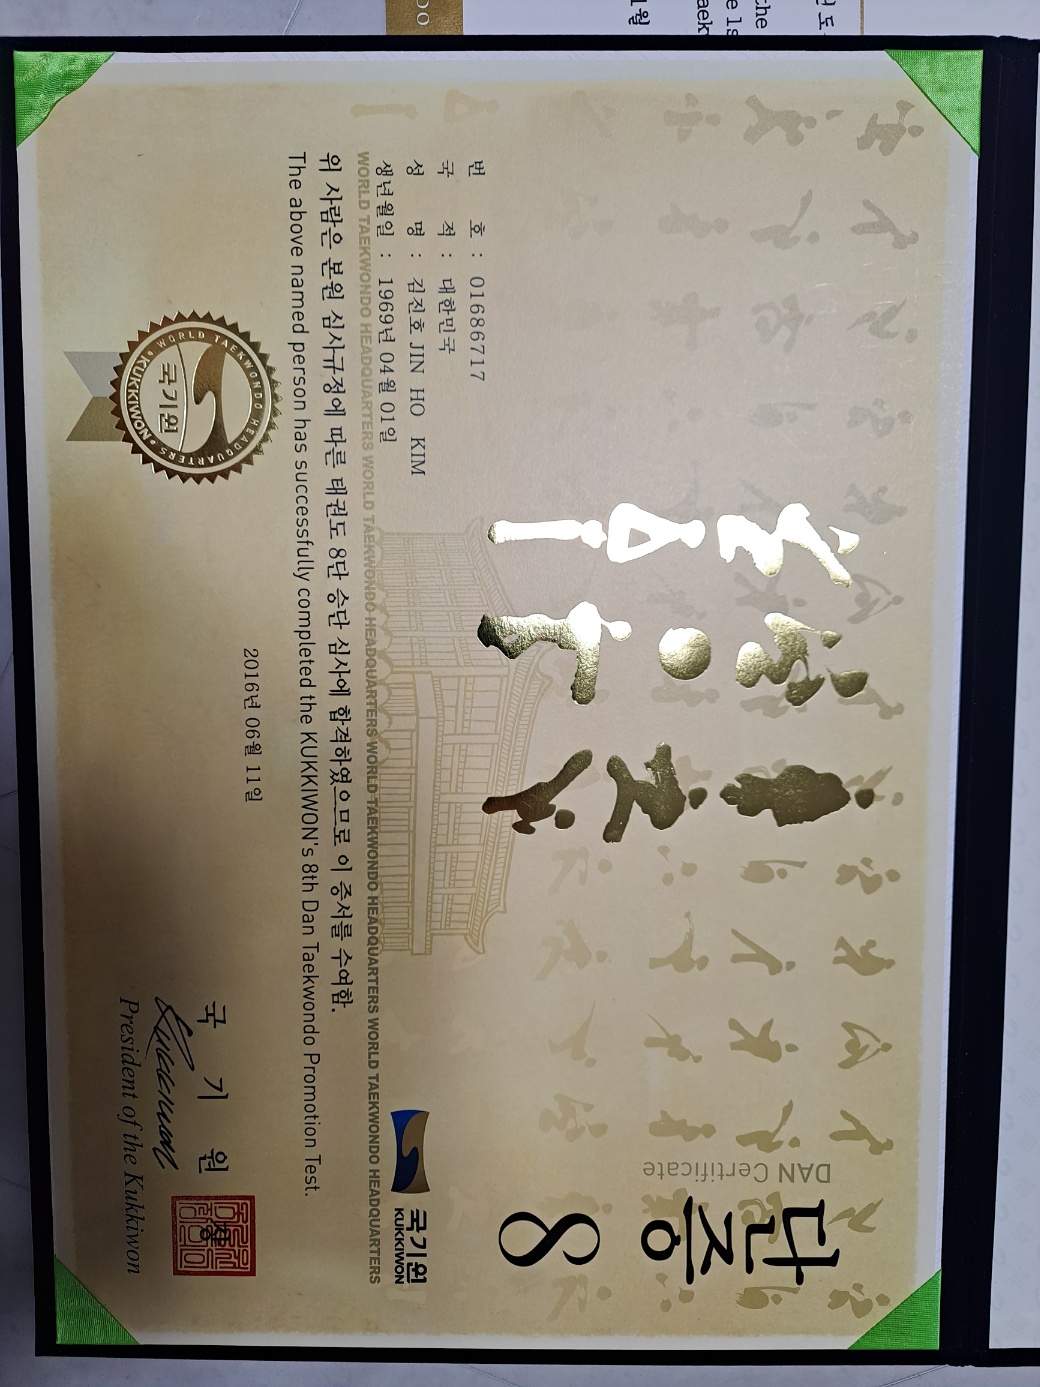 단증 8
DAN Certificate
국기원
KUKKIWON
번 호 : 01686717
국 적 : 대한민국
성 명 : 김진호 JIN HO KIM
생년월일 : 1969년 04월 01일
WORLD TAEKWONDO HEADQUARTERS WORLD TAEKWONDO HEADQUARTERS WORLD TAEKWONDO HEADQUARTERS WORLD TAEKWONDO HEADQUARTERS WORLD TAEKWONDO HEADQUARTERS
위 사람은 본원 심사규정에 따른 태권도 8단 승단 심사에 합격하였으므로 이 증서를 수여함.
The above named person has successfully completed the KUKKIWON's 8th Dan Taekwondo Promotion Test.
2016년 06월 11일
국 기 원
Kukkiwon
President of the Kukkiwon
WORLD TAEKWONDO HEADQUARTERS
국기원
KUKKIWON